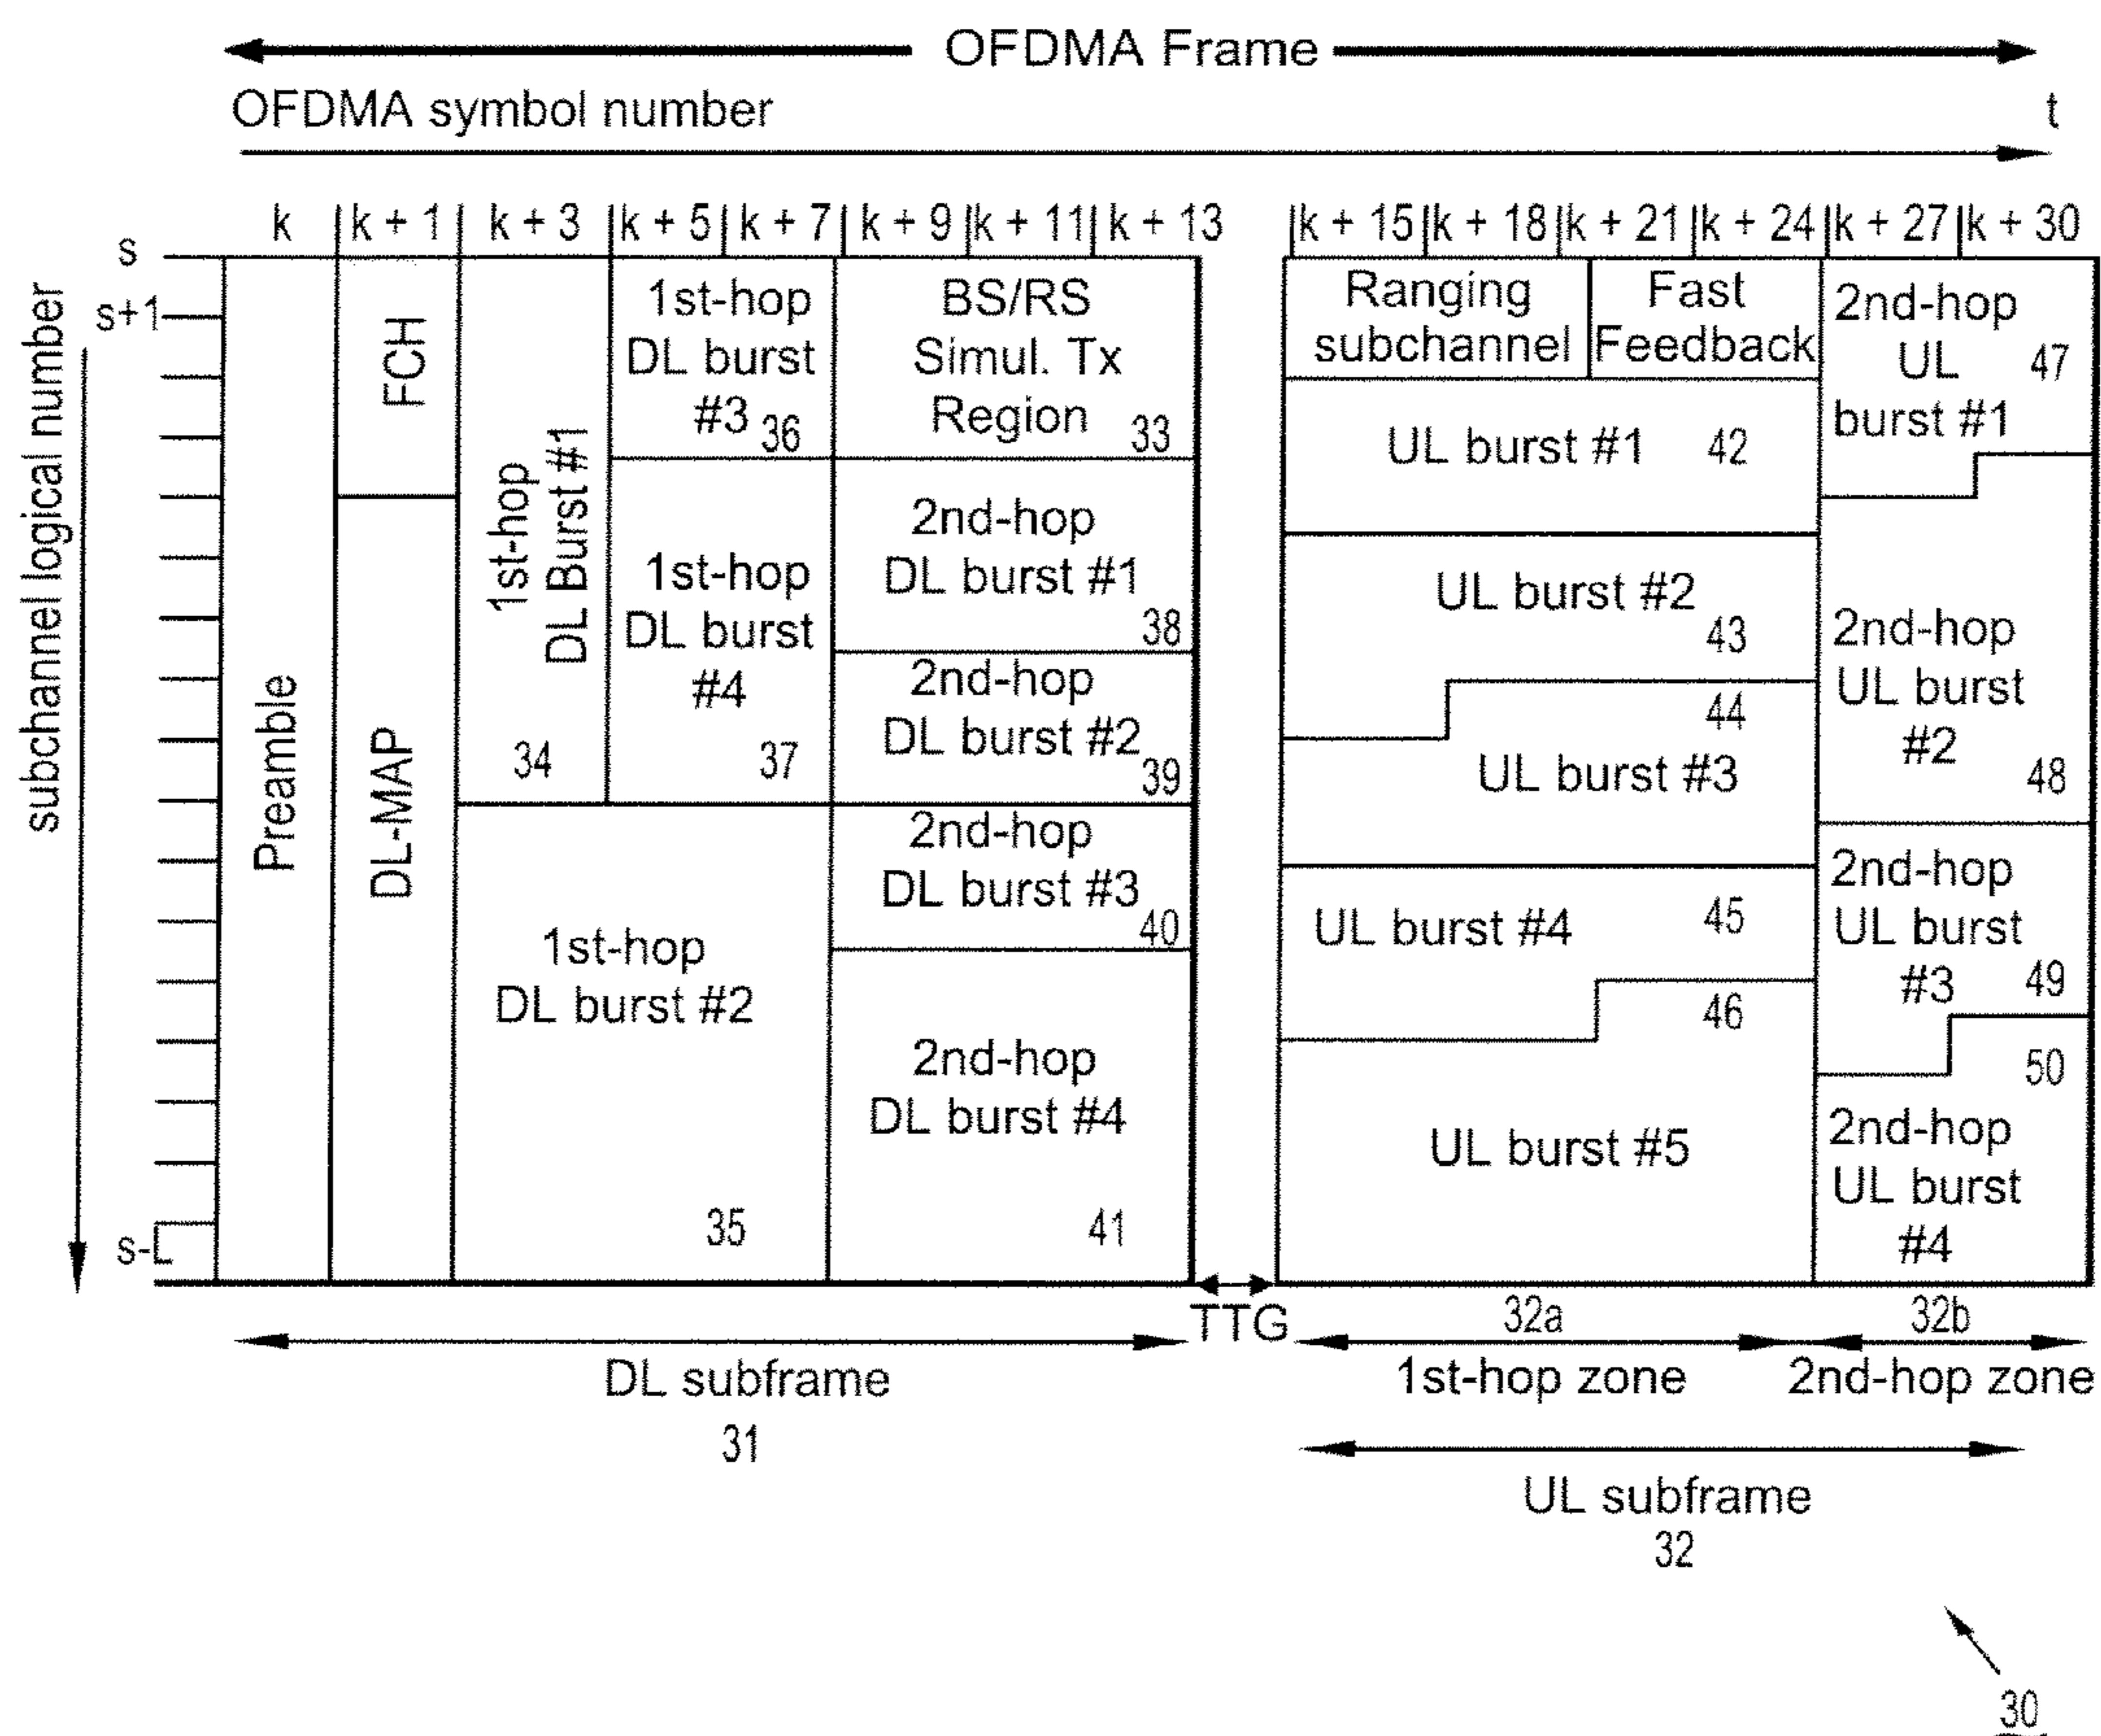 OFDMA Frame
OFDMA symbol number
t
k
k + 1
k + 3
k + 5
k + 7
k + 9
k + 11
k + 13
k + 15
k + 18
k + 21
k + 24
k + 27
k + 30
s
s+1
s-L
subchannel logical number
Preamble
FCH
DL-MAP
1st-hop
DL Burst #1
34
1st-hop
DL burst #2
35
1st-hop
DL burst
#3
36
1st-hop
DL burst
#4
37
BS/RS
Simul. Tx
Region
33
2nd-hop
DL burst #1
38
2nd-hop
DL burst #2
39
2nd-hop
DL burst #3
40
2nd-hop
DL burst #4
41
Ranging
subchannel
Fast
Feedback
UL burst #1
42
UL burst #2
43
44
UL burst #3
UL burst #4
45
46
UL burst #5
2nd-hop
UL
47
burst #1
2nd-hop
UL burst
#2
48
2nd-hop
UL burst
#3
49
50
2nd-hop
UL burst
#4
TTG
32a
32b
DL subframe
31
1st-hop zone
2nd-hop zone
UL subframe
32
30